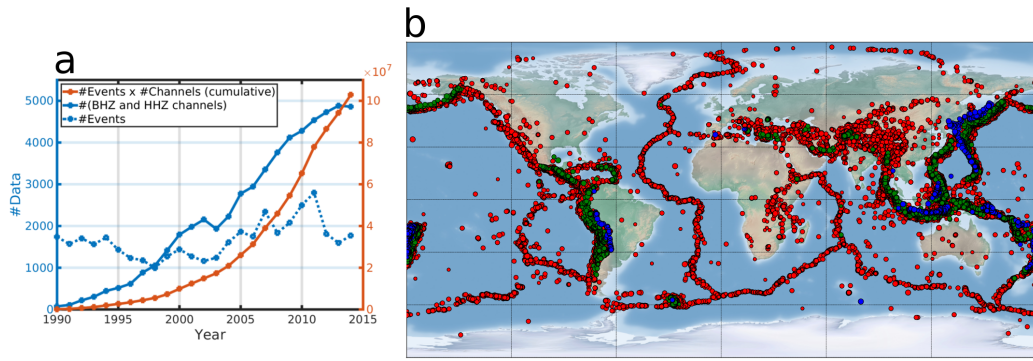 a
b
×10⁷
#Events x #Channels (cumulative)
#(BHZ and HHZ channels)
#Events
5000
4000
3000
2000
1000
0
#Data
10
8
6
4
2
0
1990
1995
2000
2005
2010
2015
Year